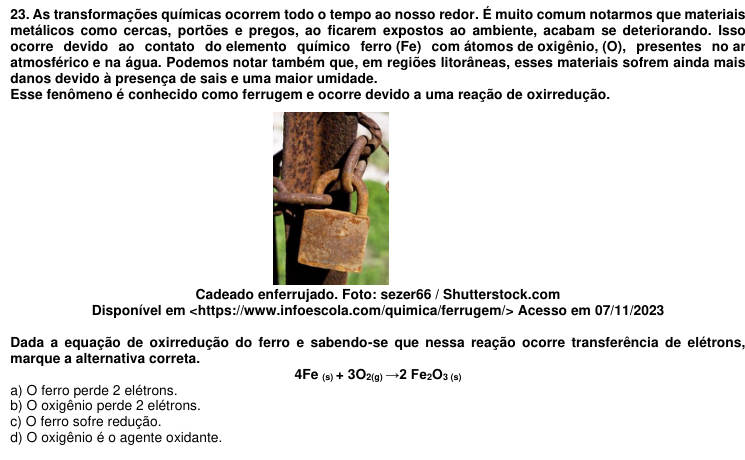 23. As transformações químicas ocorrem todo o tempo ao nosso redor. É muito comum notarmos que materiais
metálicos como cercas, portões e pregos, ao ficarem expostos ao ambiente, acabam se deteriorando. Isso
ocorre devido ao contato do elemento químico ferro (Fe) com átomos de oxigênio, (O), presentes no ar
atmosférico e na água. Podemos notar também que, em regiões litorâneas, esses materiais sofrem ainda mais
danos devido à presença de sais e uma maior umidade.
Esse fenômeno é conhecido como ferrugem e ocorre devido a uma reação de oxirredução.
Cadeado enferrujado. Foto: sezer66 / Shutterstock.com
Disponível em <https://www.infoescola.com/quimica/ferrugem/> Acesso em 07/11/2023
Dada a equação de oxirredução do ferro e sabendo-se que nessa reação ocorre transferência de elétrons,
marque a alternativa correta.
4Fe (s) + 3O2(g) →2 Fe2O3 (s)
a) O ferro perde 2 elétrons.
b) O oxigênio perde 2 elétrons.
c) O ferro sofre redução.
d) O oxigênio é o agente oxidante.